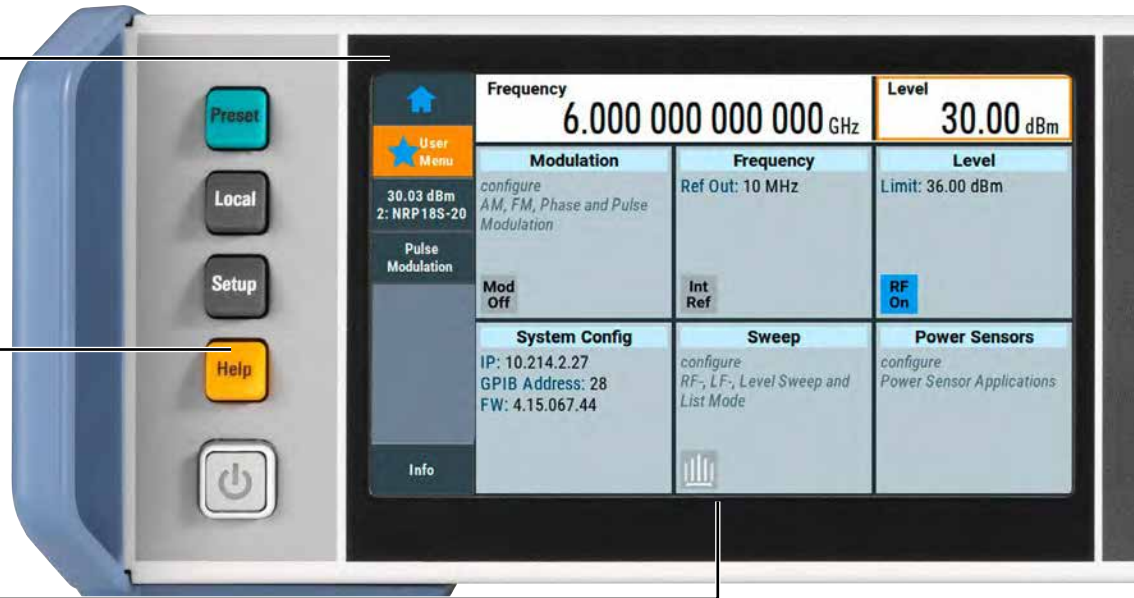 Preset
Local
Setup
Help
User
Menu
30.03 dBm
2: NRP18S-20
Pulse
Modulation
Info
Frequency
6.000 000 000 000 GHz
Level
30.00 dBm
Modulation
configure
AM, FM, Phase and Pulse
Modulation
Mod
Off
Frequency
Ref Out: 10 MHz
Int
Ref
Level
Limit: 36.00 dBm
RF
On
System Config
IP: 10.214.2.27
GPIB Address: 28
FW: 4.15.067.44
Sweep
configure
RF-, LF-, Level Sweep and
List Mode
Power Sensors
configure
Power Sensor Applications